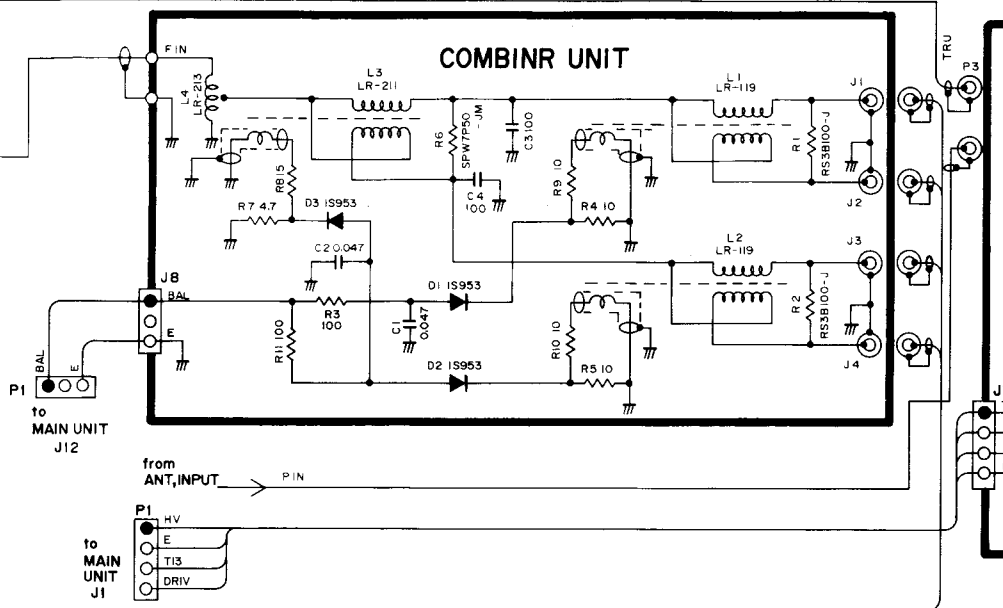 COMBINR UNIT
FIN
L4
LR-213
L3
LR-211
R6
SPW7P50
-JM
C3 100
L1
LR-119
R1
RS3B100-J
J1
J2
TRU
P3
R8 15
R7 4.7
D3 1S953
C4
100
R9 10
R4 10
C2 0.047
L2
LR-119
J3
R2
RS3B100-J
J4
J8
BAL
E
R3
100
R11 100
C1
0.047
D1 1S953
D2 1S953
R10 10
R5 10
BAL
E
P1
to
MAIN UNIT
J12
from
ANT,INPUT
PIN
P1
HV
E
T13
DRIV
to
MAIN
UNIT
J1
J